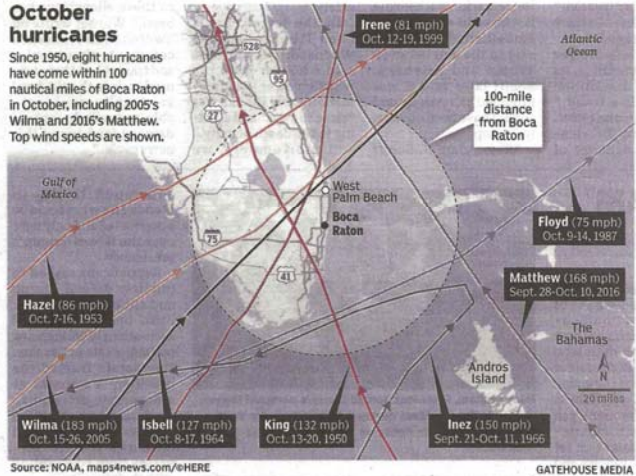 October
hurricanes
Since 1950, eight hurricanes
have come within 100
nautical miles of Boca Raton
in October, including 2005's
Wilma and 2016's Matthew.
Top wind speeds are shown.
Irene (81 mph)
Oct. 12-19, 1999
Atlantic
Ocean
528
95
27
100-mile
distance
from Boca
Raton
Gulf of
Mexico
West
Palm Beach
Boca
Raton
75
41
Floyd (75 mph)
Oct. 9-14, 1987
Matthew (168 mph)
Sept. 28-Oct. 10, 2016
Hazel (86 mph)
Oct. 7-16, 1953
The
Bahamas
Andros
Island
N
20 miles
Wilma (183 mph)
Oct. 15-26, 2005
Isbell (127 mph)
Oct. 8-17, 1964
King (132 mph)
Oct. 13-20, 1950
Inez (150 mph)
Sept. 21-Oct. 11, 1966
Source: NOAA, maps4news.com/©HERE
GATEHOUSE MEDIA